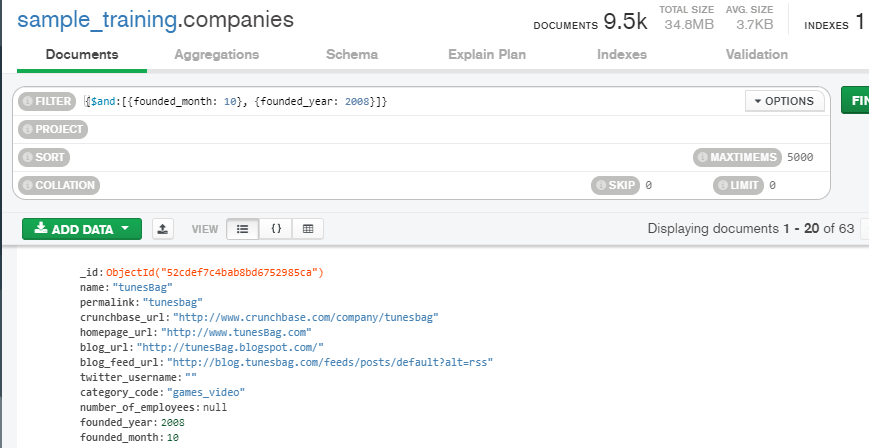 sample_training.companies
DOCUMENTS 9.5k TOTAL SIZE 34.8MB AVG. SIZE 3.7KB INDEXES 1
Documents Aggregations Schema Explain Plan Indexes Validation
FILTER {$and:[{founded_month: 10}, {founded_year: 2008}]} OPTIONS FIN
PROJECT
SORT MAXTIMEMS 5000
COLLATION SKIP 0 LIMIT 0
ADD DATA VIEW {} Displaying documents 1 - 20 of 63
_id: ObjectId("52cdef7c4bab8bd6752985ca")
name: "tunesBag"
permalink: "tunesbag"
crunchbase_url: "http://www.crunchbase.com/company/tunesbag"
homepage_url: "http://www.tunesBag.com"
blog_url: "http://tunesBag.blogspot.com/"
blog_feed_url: "http://blog.tunesbag.com/feeds/posts/default?alt=rss"
twitter_username: ""
category_code: "games_video"
number_of_employees: null
founded_year: 2008
founded_month: 10